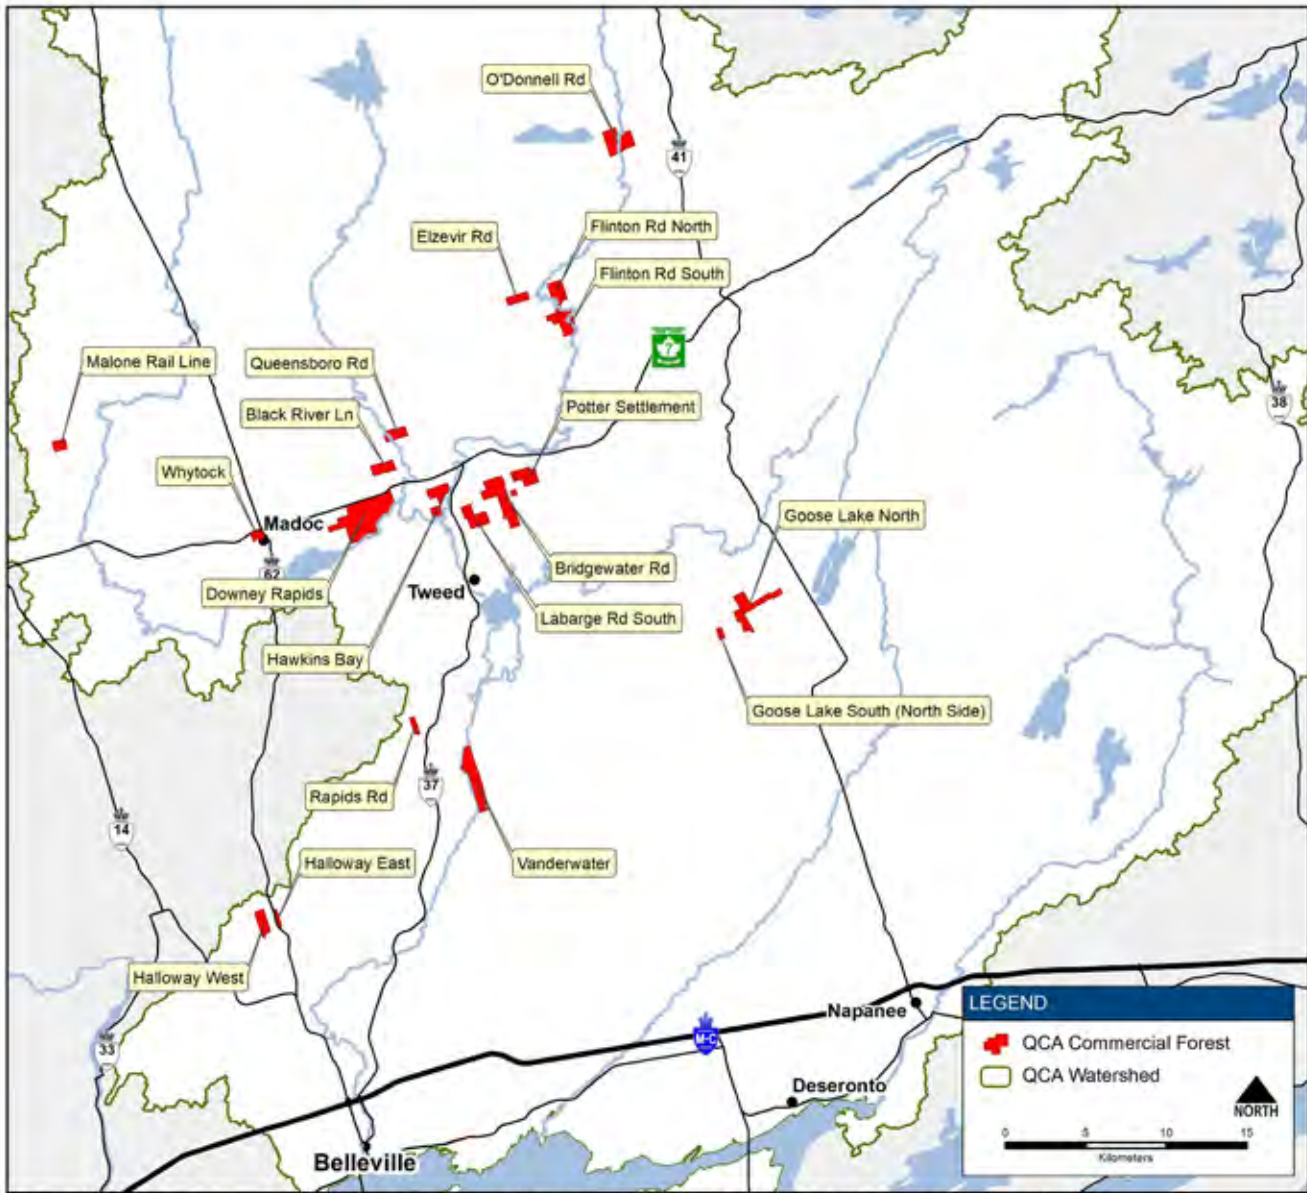 O'Donnell Rd
41
Flinton Rd North
Elzevir Rd
Flinton Rd South
7
Malone Rail Line
Queensboro Rd
38
Potter Settlement
Black River Ln
Whytock
Madoc
Goose Lake North
62
Bridgewater Rd
Downey Rapids
Tweed
Labarge Rd South
Hawkins Bay
Goose Lake South (North Side)
37
Rapids Rd
14
Halloway East
Vanderwater
Halloway West
LEGEND
Napanee
QCA Commercial Forest
M-C
33
QCA Watershed
Deseronto
NORTH
0 5 10 15
Kilometers
Belleville